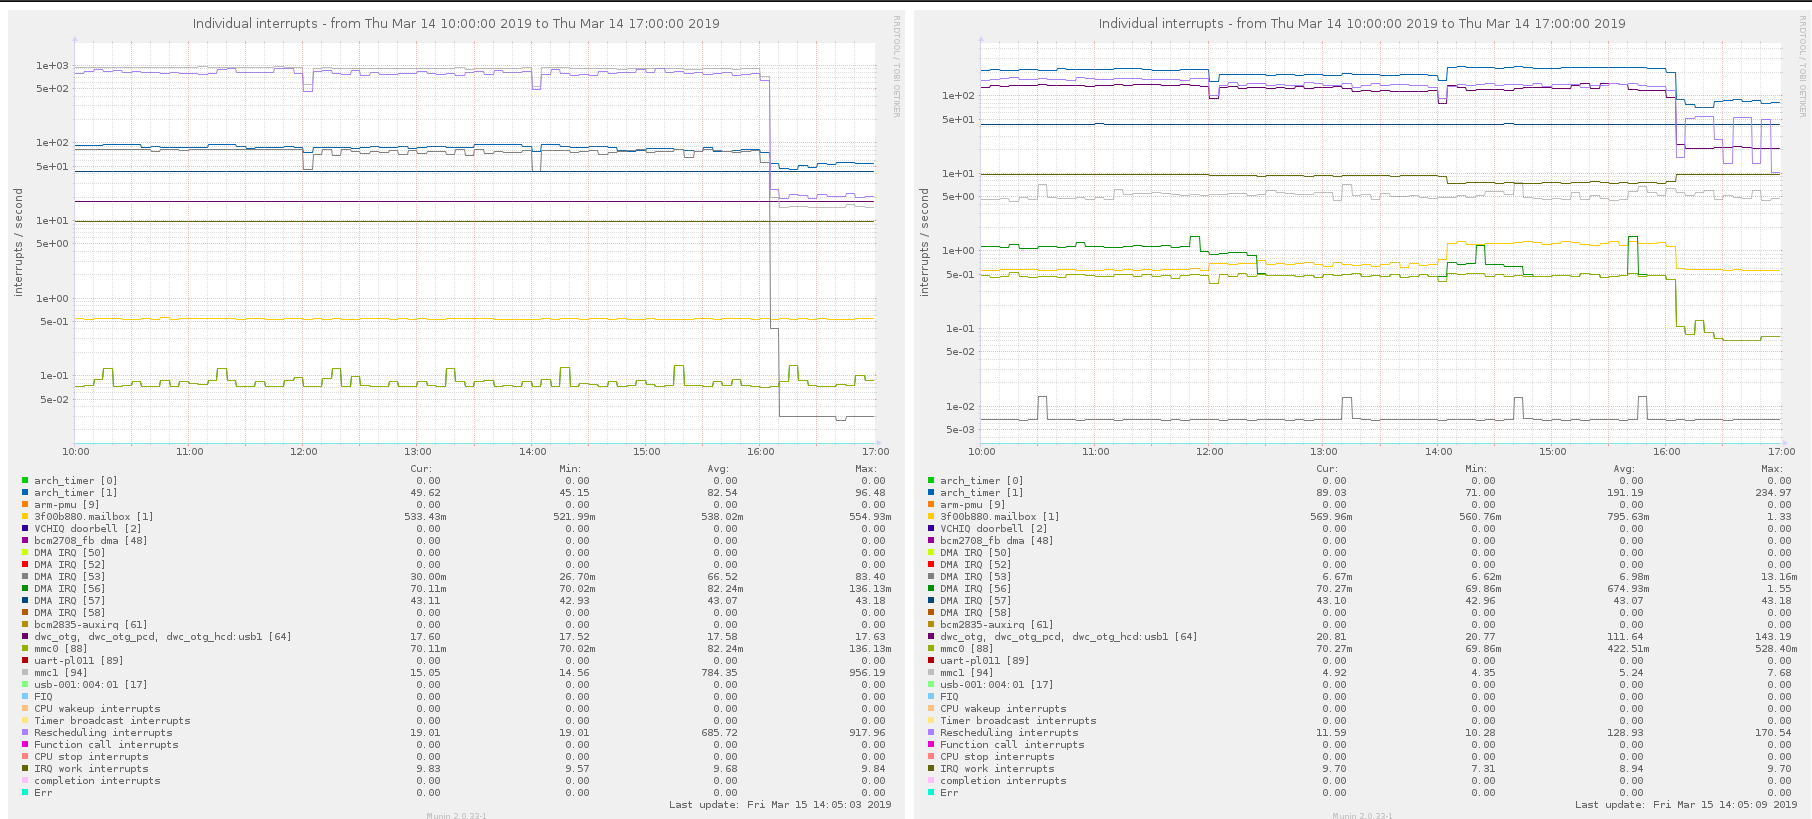 Individual interrupts - from Thu Mar 14 10:00:00 2019 to Thu Mar 14 17:00:00 2019
RRDTOOL / TOBI OETIKER
interrupts / second
1e+03
5e+02
1e+02
5e+01
1e+01
5e+00
1e+00
5e-01
1e-01
5e-02
10:00 11:00 12:00 13:00 14:00 15:00 16:00 17:00
Cur: Min: Avg: Max:
arch_timer [0] 0.00 0.00 0.00 0.00
arch_timer [1] 49.62 45.15 82.54 96.48
arm-pmu [9] 0.00 0.00 0.00 0.00
3f00b880.mailbox [1] 533.43m 521.99m 538.02m 554.93m
VCHIQ doorbell [2] 0.00 0.00 0.00 0.00
bcm2708_fb dma [48] 0.00 0.00 0.00 0.00
DMA IRQ [50] 0.00 0.00 0.00 0.00
DMA IRQ [52] 0.00 0.00 0.00 0.00
DMA IRQ [53] 30.00m 26.70m 66.52 83.40
DMA IRQ [56] 70.11m 70.02m 82.24m 136.13m
DMA IRQ [57] 43.11 42.93 43.07 43.18
DMA IRQ [58] 0.00 0.00 0.00 0.00
bcm2835-auxirq [61] 0.00 0.00 0.00 0.00
dwc_otg, dwc_otg_pcd, dwc_otg_hcd:usb1 [64] 17.60 17.52 17.58 17.63
mmc0 [88] 70.11m 70.02m 82.24m 136.13m
uart-pl011 [89] 0.00 0.00 0.00 0.00
mmc1 [94] 15.05 14.56 784.35 956.19
usb-001:004:01 [17] 0.00 0.00 0.00 0.00
FIQ 0.00 0.00 0.00 0.00
CPU wakeup interrupts 0.00 0.00 0.00 0.00
Timer broadcast interrupts 0.00 0.00 0.00 0.00
Rescheduling interrupts 19.01 19.01 685.72 917.96
Function call interrupts 0.00 0.00 0.00 0.00
CPU stop interrupts 0.00 0.00 0.00 0.00
IRQ work interrupts 9.83 9.57 9.68 9.84
completion interrupts 0.00 0.00 0.00 0.00
Err 0.00 0.00 0.00 0.00
Last update: Fri Mar 15 14:05:03 2019
Munin 2.0.33-1
Individual interrupts - from Thu Mar 14 10:00:00 2019 to Thu Mar 14 17:00:00 2019
RRDTOOL / TOBI OETIKER
interrupts / second
1e+02
5e+01
1e+01
5e+00
1e+00
5e-01
1e-01
5e-02
1e-02
5e-03
10:00 11:00 12:00 13:00 14:00 15:00 16:00 17:00
Cur: Min: Avg: Max:
arch_timer [0] 0.00 0.00 0.00 0.00
arch_timer [1] 89.03 71.00 191.19 234.97
arm-pmu [9] 0.00 0.00 0.00 0.00
3f00b880.mailbox [1] 569.96m 560.76m 795.63m 1.33
VCHIQ doorbell [2] 0.00 0.00 0.00 0.00
bcm2708_fb dma [48] 0.00 0.00 0.00 0.00
DMA IRQ [50] 0.00 0.00 0.00 0.00
DMA IRQ [52] 0.00 0.00 0.00 0.00
DMA IRQ [53] 6.67m 6.62m 6.98m 13.16m
DMA IRQ [56] 70.27m 69.86m 674.93m 1.55
DMA IRQ [57] 43.10 42.96 43.07 43.18
DMA IRQ [58] 0.00 0.00 0.00 0.00
bcm2835-auxirq [61] 0.00 0.00 0.00 0.00
dwc_otg, dwc_otg_pcd, dwc_otg_hcd:usb1 [64] 20.81 20.77 111.64 143.19
mmc0 [88] 70.27m 69.86m 422.51m 528.40m
uart-pl011 [89] 0.00 0.00 0.00 0.00
mmc1 [94] 4.92 4.35 5.24 7.68
usb-001:004:01 [17] 0.00 0.00 0.00 0.00
FIQ 0.00 0.00 0.00 0.00
CPU wakeup interrupts 0.00 0.00 0.00 0.00
Timer broadcast interrupts 0.00 0.00 0.00 0.00
Rescheduling interrupts 11.59 10.28 128.93 170.54
Function call interrupts 0.00 0.00 0.00 0.00
CPU stop interrupts 0.00 0.00 0.00 0.00
IRQ work interrupts 9.70 7.31 8.94 9.70
completion interrupts 0.00 0.00 0.00 0.00
Err 0.00 0.00 0.00 0.00
Last update: Fri Mar 15 14:05:09 2019
Munin 2.0.33-1